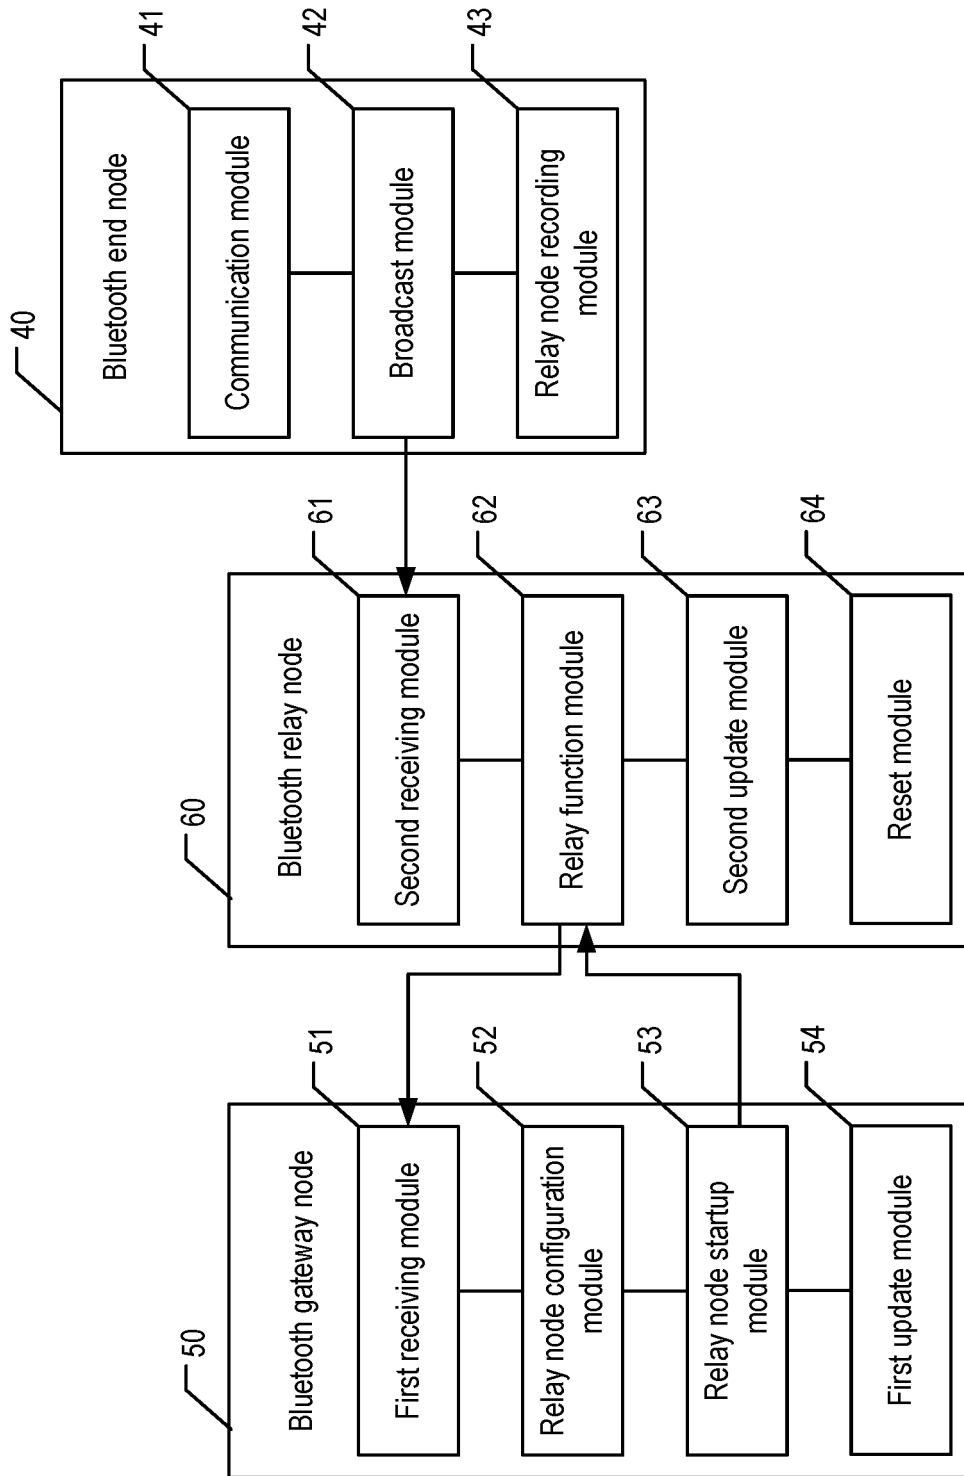 50
Bluetooth gateway node
51
First receiving module
52
Relay node configuration
module
53
Relay node startup
module
54
First update module
60
Bluetooth relay node
61
Second receiving module
62
Relay function module
63
Second update module
64
Reset module
40
Bluetooth end node
41
Communication module
42
Broadcast module
43
Relay node recording
module